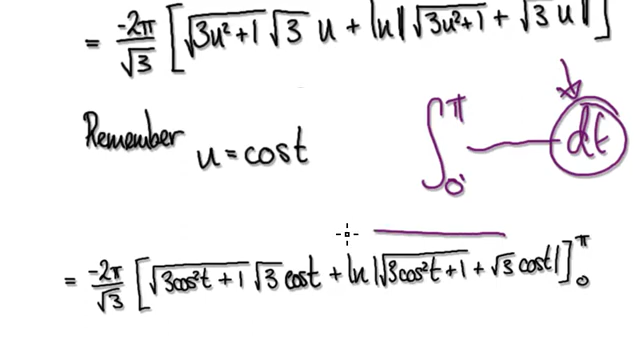 = -2π/√3 [√(3u²+1) √3 u + ln|√(3u²+1) + √3 u|]
Remember u = cost
∫₀^π —— dt
= -2π/√3 [√(3cos²t+1) √3 cost + ln|√(3cos²t+1) + √3 cost|]₀^π